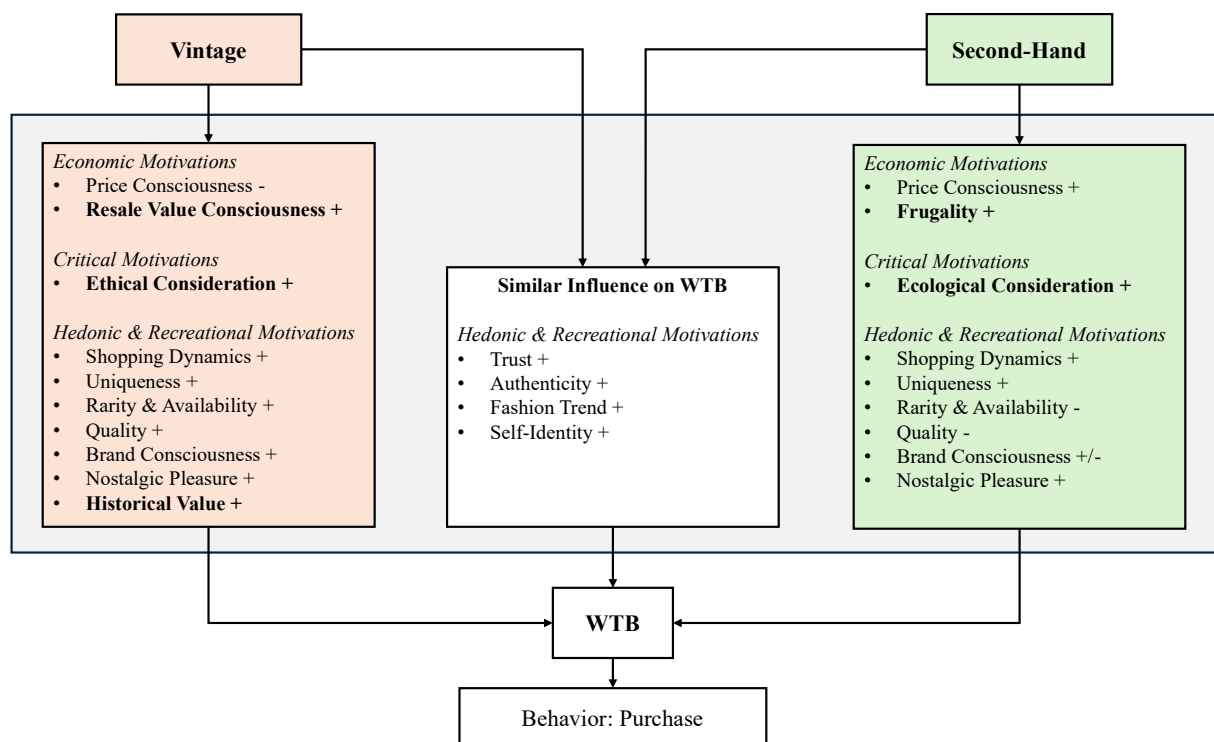 Vintage
Second-Hand
Economic Motivations
• Price Consciousness -
• Resale Value Consciousness +
Critical Motivations
• Ethical Consideration +
Hedonic & Recreational Motivations
• Shopping Dynamics +
• Uniqueness +
• Rarity & Availability +
• Quality +
• Brand Consciousness +
• Nostalgic Pleasure +
• Historical Value +
Similar Influence on WTB
Hedonic & Recreational Motivations
• Trust +
• Authenticity +
• Fashion Trend +
• Self-Identity +
Economic Motivations
• Price Consciousness +
• Frugality +
Critical Motivations
• Ecological Consideration +
Hedonic & Recreational Motivations
• Shopping Dynamics +
• Uniqueness +
• Rarity & Availability -
• Quality -
• Brand Consciousness +/-
• Nostalgic Pleasure +
WTB
Behavior: Purchase